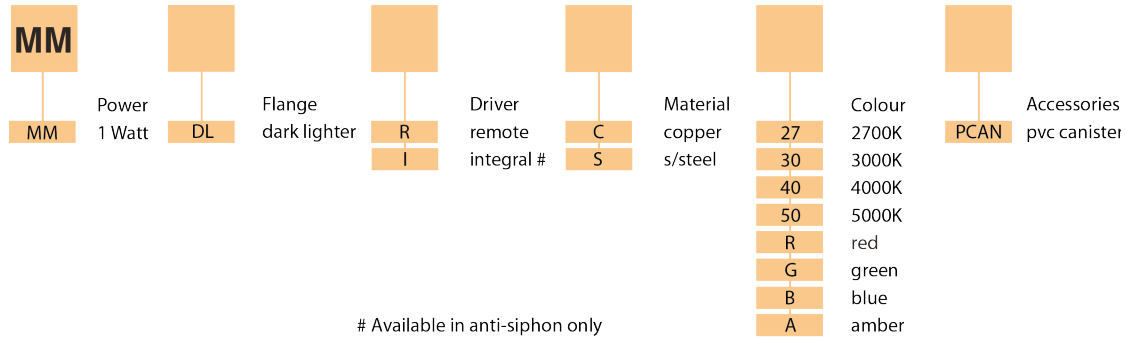 MM
Power Flange Driver Material Colour Accessories
MM 1 Watt DL dark lighter R remote C copper 27 2700K PCAN pvc canister
I integral # S s/steel 30 3000K
40 4000K
50 5000K
R red
G green
B blue
# Available in anti-siphon only A amber